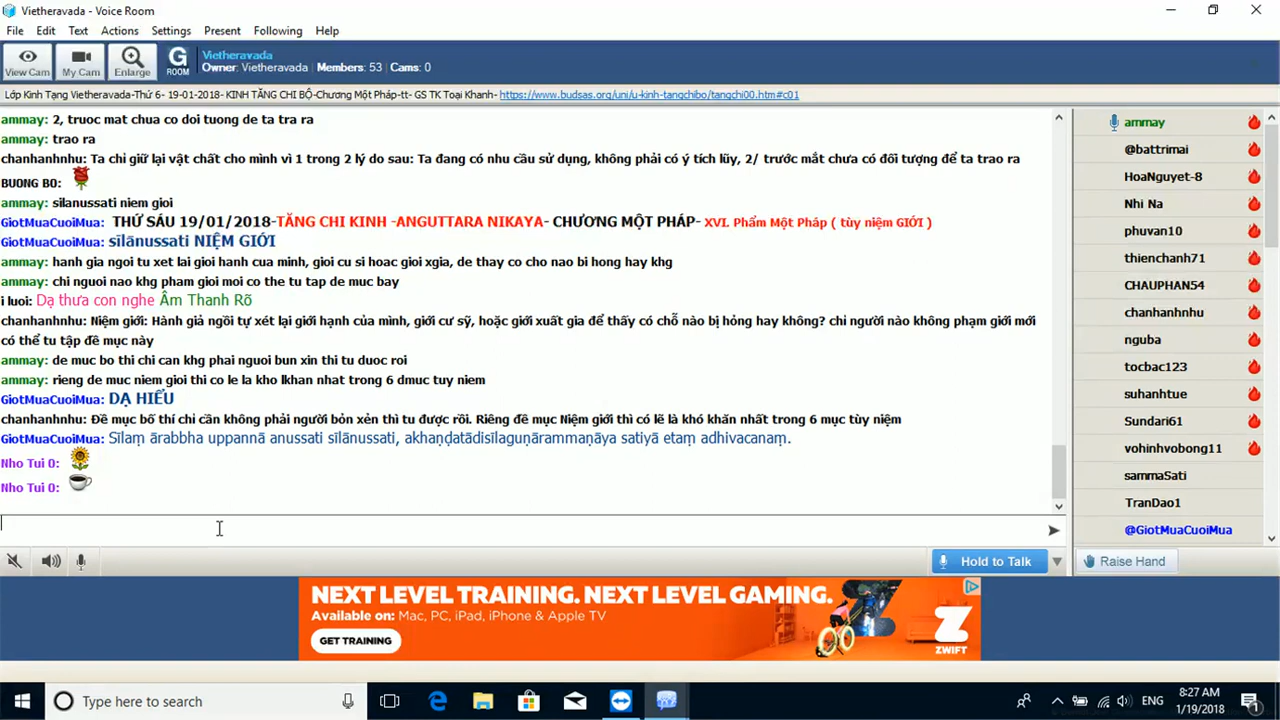 Vietheravada - Voice Room
File Edit Text Actions Settings Present Following Help
View Cam My Cam Enlarge G ROOM
Vietheravada
Owner: Vietheravada Members: 53 Cams: 0
Lớp Kinh Tạng Vietheravada-Thứ 6- 19-01-2018- KINH TĂNG CHI BỘ-Chương Một Pháp-tt- GS TK Toại Khanh- https://www.budsas.org/uni/u-kinh-tangchibo/tangchi00.htm#c01
ammay: 2, truoc mat chua co doi tuong de ta tra ra
ammay: trao ra
chanhanhnhu: Ta chỉ giữ lại vật chất cho mình vì 1 trong 2 lý do sau: Ta đang có nhu cầu sử dụng, không phải có ý tích lũy, 2/ trước mắt chưa có đối tượng để ta trao ra
BUONG BO:
ammay: silanussati niem gioi
GiotMuaCuoiMua: THỨ SÁU 19/01/2018-TĂNG CHI KINH -ANGUTTARA NIKAYA- CHƯƠNG MỘT PHÁP- XVI. Phẩm Một Pháp ( tùy niệm GIỚI )
GiotMuaCuoiMua: sīlānussati NIỆM GIỚI
ammay: hanh gia ngoi tu xet lai gioi hanh cua minh, gioi cu si hoac gioi xgia, de thay co cho nao bi hong hay khg
ammay: chi nguoi nao khg pham gioi moi co the tu tap de muc bay
i luoi: Dạ thưa con nghe Âm Thanh Rõ
chanhanhnhu: Niệm giới: Hành giả ngồi tự xét lại giới hạnh của mình, giới cư sỹ, hoặc giới xuất gia để thấy có chỗ nào bị hỏng hay không? chỉ người nào không phạm giới mới
có thể tu tập đề mục này
ammay: de muc bo thi chi can khg phai nguoi bun xin thi tu duoc roi
ammay: rieng de muc niem gioi thi co le la kho lkhan nhat trong 6 dmuc tuy niem
GiotMuaCuoiMua: DẠ HIỂU
chanhanhnhu: Đề mục bố thí chỉ cần không phải người bỏn xẻn thì tu được rồi. Riêng đề mục Niệm giới thì có lẽ là khó khăn nhất trong 6 mục tùy niệm
GiotMuaCuoiMua: Sīlaṃ ārabbha uppannā anussati sīlānussati, akhaṇḍatādisīlaguṇārammaṇāya satiyā etaṃ adhivacanaṃ.
Nho Tui 0:
Nho Tui 0:
ammay
@battrimai
HoaNguyet-8
Nhi Na
phuvan10
thienchanh71
CHAUPHAN54
chanhanhnhu
nguba
tocbac123
suhanhtue
Sundari61
vohinhvobong11
sammaSati
TranDao1
@GiotMuaCuoiMua
Hold to Talk Raise Hand
NEXT LEVEL TRAINING. NEXT LEVEL GAMING.
Available on: Mac, PC, iPad, iPhone & Apple TV
GET TRAINING
ZWIFT
Type here to search
ENG
8:27 AM
1/19/2018
1